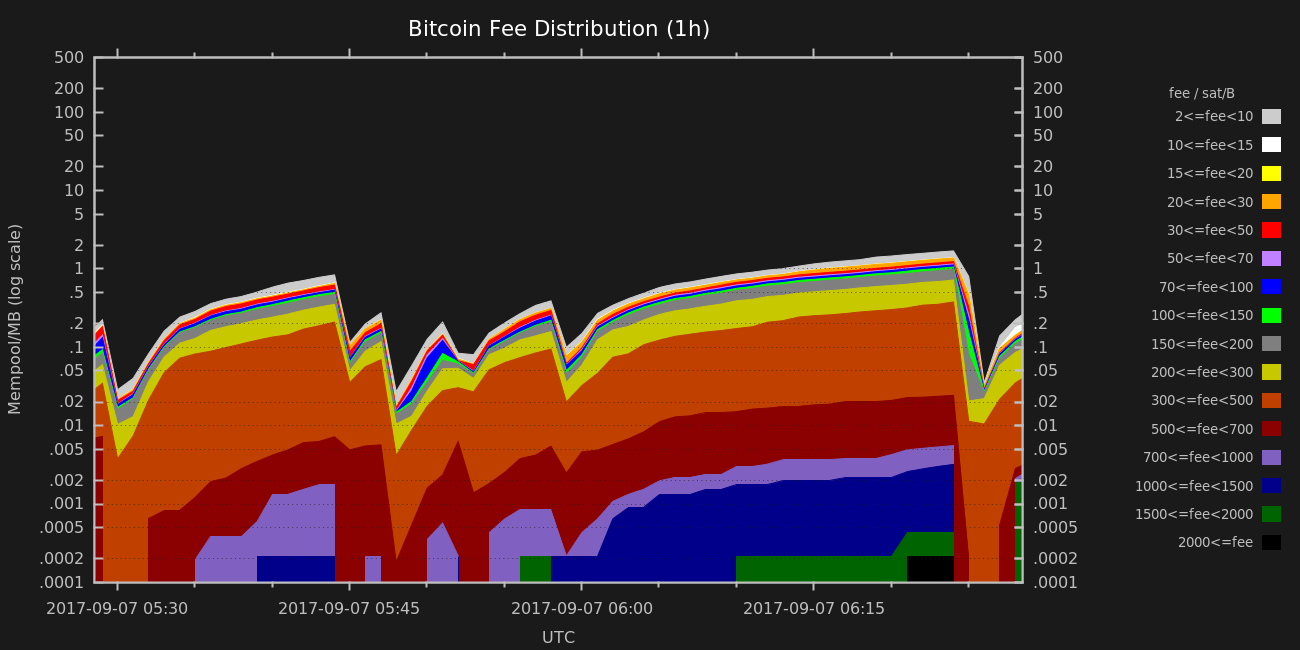 Bitcoin Fee Distribution (1h)
500 500
200 200
100 100
50 50
20 20
10 10
5 5
2 2
1 1
.5 .5
.2 .2
.1 .1
.05 .05
.02 .02
.01 .01
.005 .005
.002 .002
.001 .001
.0005 .0005
.0002 .0002
.0001 .0001
Mempool/MB (log scale)
2017-09-07 05:30 2017-09-07 05:45 2017-09-07 06:00 2017-09-07 06:15
UTC
fee / sat/B
2<=fee<10
10<=fee<15
15<=fee<20
20<=fee<30
30<=fee<50
50<=fee<70
70<=fee<100
100<=fee<150
150<=fee<200
200<=fee<300
300<=fee<500
500<=fee<700
700<=fee<1000
1000<=fee<1500
1500<=fee<2000
2000<=fee